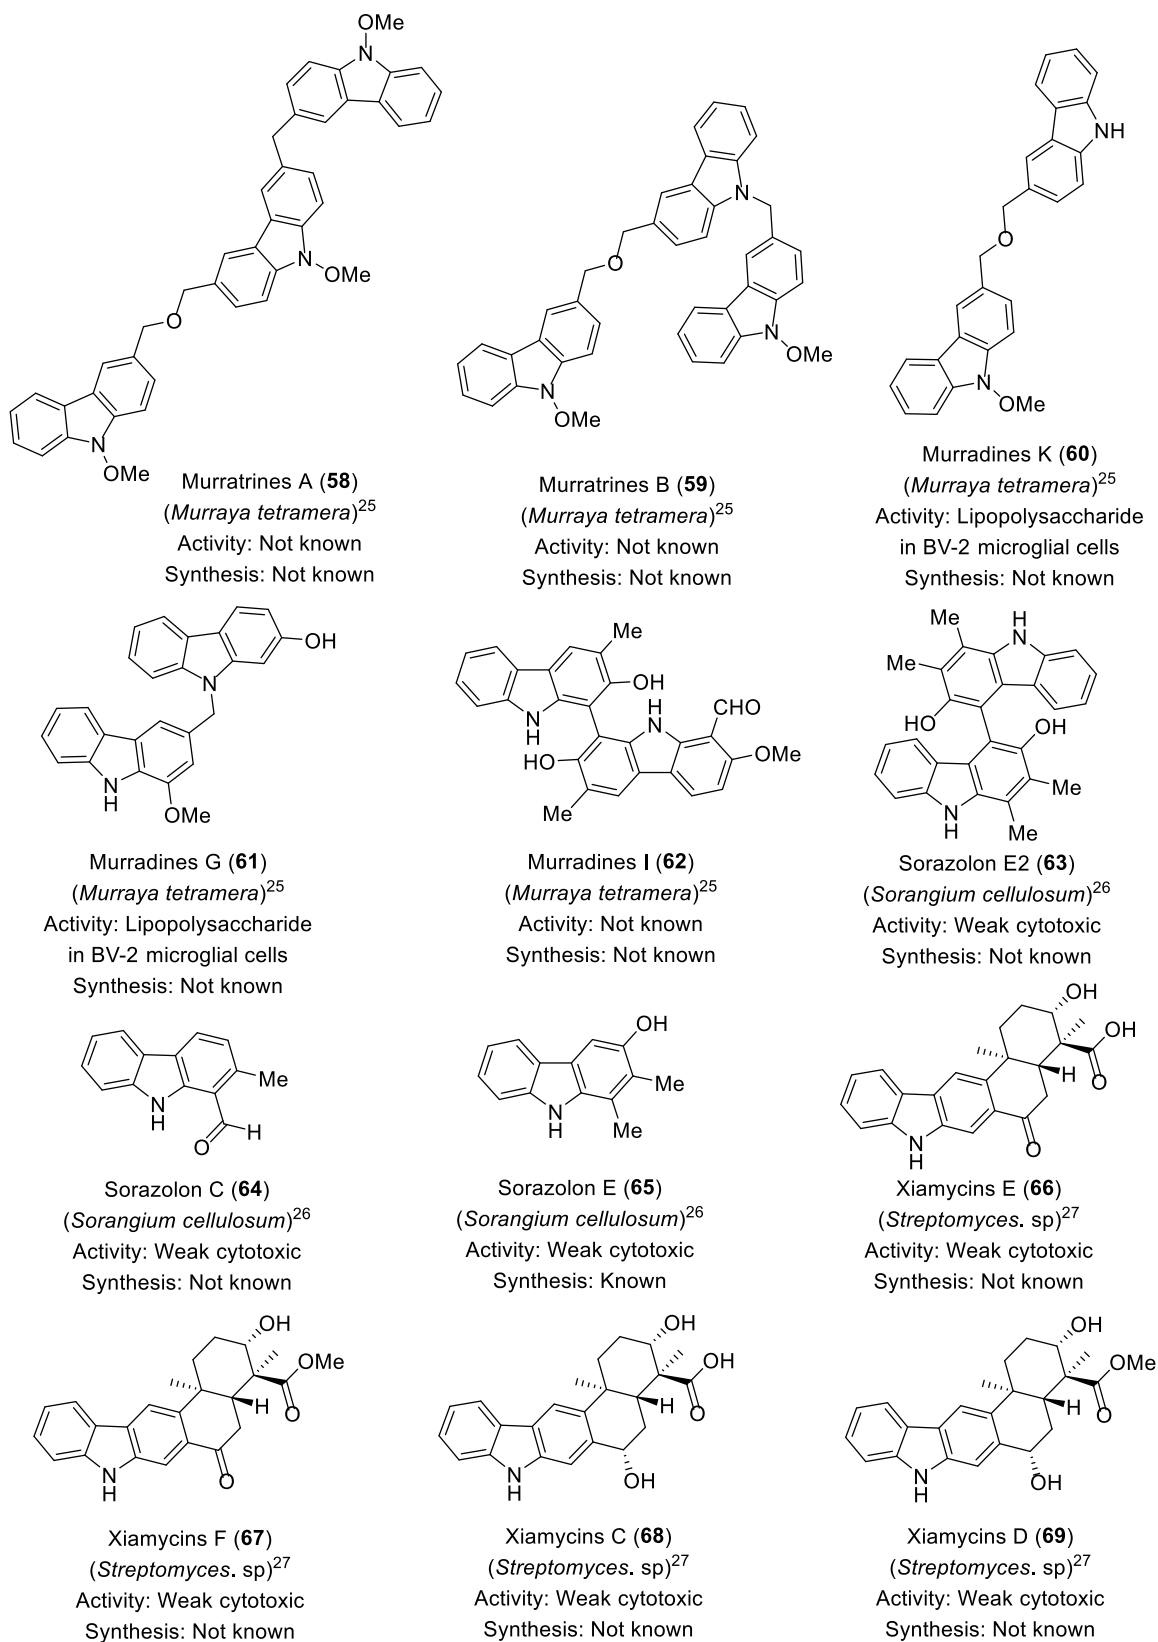 OMe
N
N
OMe
O
N
OMe
Murratrines A (58)
(Murraya tetramera)25
Activity: Not known
Synthesis: Not known
N
O
N
OMe
N
OMe
Murratrines B (59)
(Murraya tetramera)25
Activity: Not known
Synthesis: Not known
NH
O
N
OMe
Murradines K (60)
(Murraya tetramera)25
Activity: Lipopolysaccharide
in BV-2 microglial cells
Synthesis: Not known
OH
N
N
H
OMe
Murradines G (61)
(Murraya tetramera)25
Activity: Lipopolysaccharide
in BV-2 microglial cells
Synthesis: Not known
Me
OH
N
H
H
N
CHO
HO
OMe
Me
Murradines I (62)
(Murraya tetramera)25
Activity: Not known
Synthesis: Not known
Me
H
N
Me
HO
OH
Me
N
H
Me
Sorazolon E2 (63)
(Sorangium cellulosum)26
Activity: Weak cytotoxic
Synthesis: Not known
Me
N
H
O
H
Sorazolon C (64)
(Sorangium cellulosum)26
Activity: Weak cytotoxic
Synthesis: Not known
OH
Me
N
H
Me
Sorazolon E (65)
(Sorangium cellulosum)26
Activity: Weak cytotoxic
Synthesis: Known
OH
OH
H
O
N
H
O
Xiamycins E (66)
(Streptomyces. sp)27
Activity: Weak cytotoxic
Synthesis: Not known
OH
OMe
H
O
N
H
O
Xiamycins F (67)
(Streptomyces. sp)27
Activity: Weak cytotoxic
Synthesis: Not known
OH
OH
H
O
N
H
OH
Xiamycins C (68)
(Streptomyces. sp)27
Activity: Weak cytotoxic
Synthesis: Not known
OH
OMe
H
O
N
H
OH
Xiamycins D (69)
(Streptomyces. sp)27
Activity: Weak cytotoxic
Synthesis: Not known